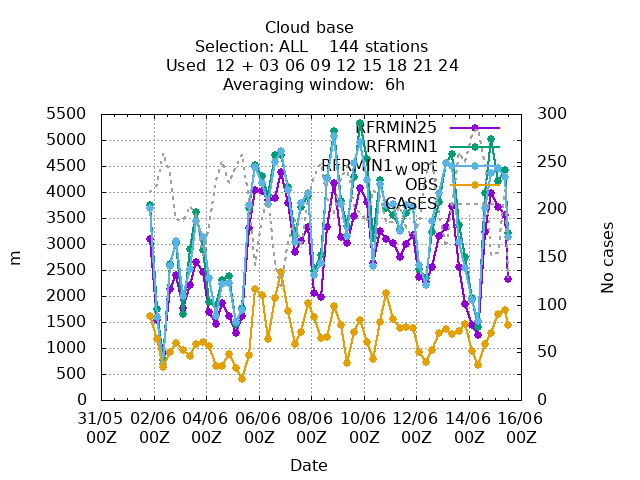 Cloud base
Selection: ALL 144 stations
Used 12 + 03 06 09 12 15 18 21 24
Averaging window: 6h
5500
5000
4500
4000
3500
3000
2500
2000
1500
1000
500
0
m
300
250
200
150
100
50
0
No cases
RFRMIN25
RFRMIN1
RFRMIN1w opt
OBS
CASES
31/05 02/06 04/06 06/06 08/06 10/06 12/06 14/06 16/06
00Z 00Z 00Z 00Z 00Z 00Z 00Z 00Z 00Z
Date